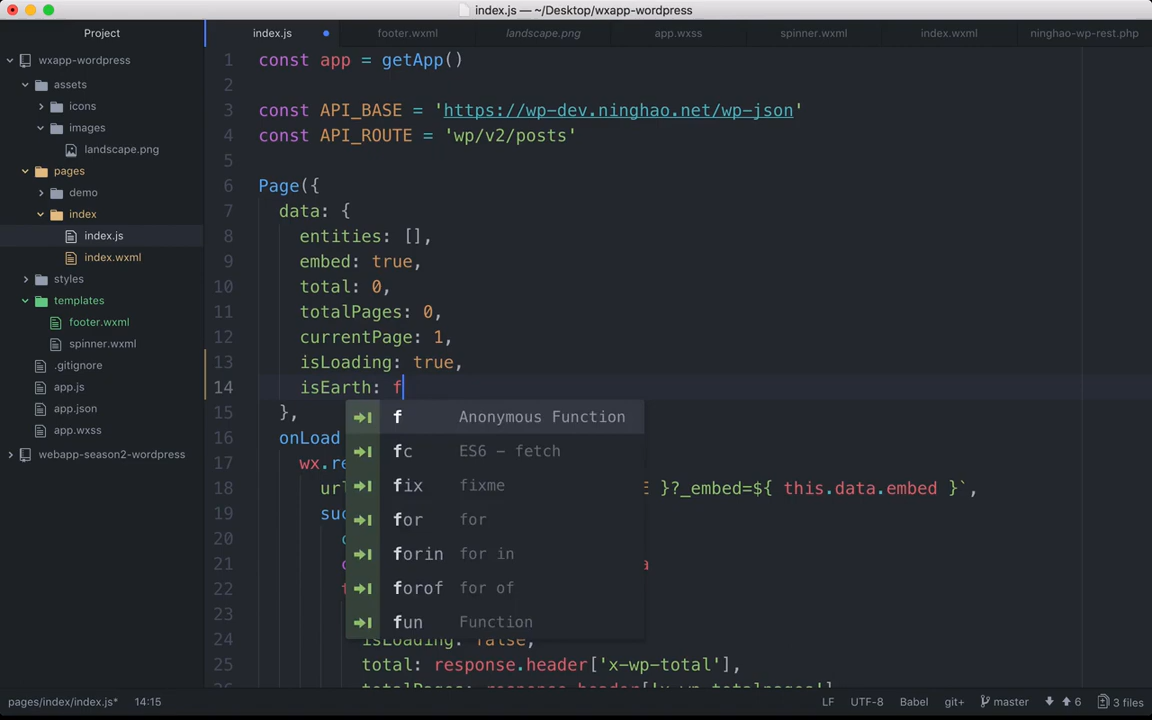 index.js — ~/Desktop/wxapp-wordpress
Project
index.js
footer.wxml
landscape.png
app.wxss
spinner.wxml
index.wxml
ninghao-wp-rest.php
wxapp-wordpress
assets
icons
images
landscape.png
pages
demo
index
index.js
index.wxml
styles
templates
footer.wxml
spinner.wxml
.gitignore
app.js
app.json
app.wxss
webapp-season2-wordpress
1 const app = getApp()
2
3 const API_BASE = 'https://wp-dev.ninghao.net/wp-json'
4 const API_ROUTE = 'wp/v2/posts'
5
6 Page({
7 data: {
8 entities: [],
9 embed: true,
10 total: 0,
11 totalPages: 0,
12 currentPage: 1,
13 isLoading: true,
14 isEarth: f
15 },
16 onLoad
17 wx.re
18 url E }?_embed=${ this.data.embed }`,
19 suc
20
21 a
22
23
24 isLoading: false,
25 total: response.header['x-wp-total'],
f Anonymous Function
fc ES6 – fetch
fix fixme
for for
forin for in
forof for of
fun Function
pages/index/index.js* 14:15
LF UTF-8 Babel git+ master 6 3 files